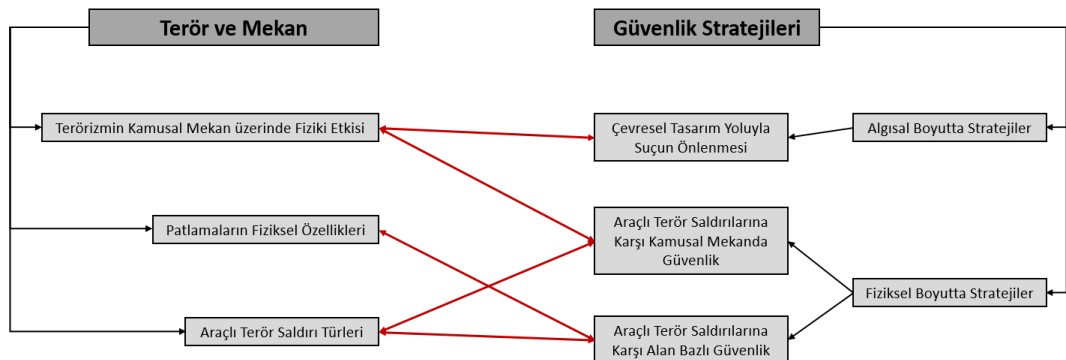 Terör ve Mekan
Güvenlik Stratejileri
Terörizmin Kamusal Mekan üzerinde Fiziki Etkisi
Çevresel Tasarım Yoluyla
Suçun Önlenmesi
Algısal Boyutta Stratejiler
Patlamaların Fiziksel Özellikleri
Araçlı Terör Saldırılarına
Karşı Kamusal Mekanda
Güvenlik
Fiziksel Boyutta Stratejiler
Araçlı Terör Saldırı Türleri
Araçlı Terör Saldırılarına
Karşı Alan Bazlı Güvenlik